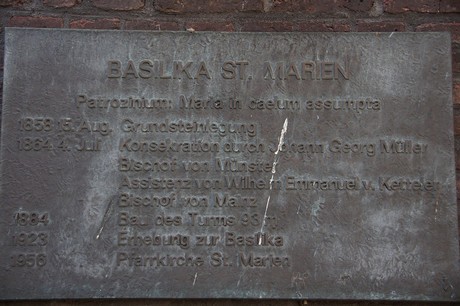 BASILIKA ST. MARIEN
Patrozinium: Maria in caelum assumpta
1858 15. Aug. Grundsteinlegung
1864 4. Juli Konsekration durch Johann Georg Müller
Bischof von Münster
Assistenz von Wilhelm Emmanuel v. Ketteler
Bischof von Mainz
1884 Bau des Turms 93 m
1923 Erhebung zur Basilika
1956 Pfarrkirche St. Marien